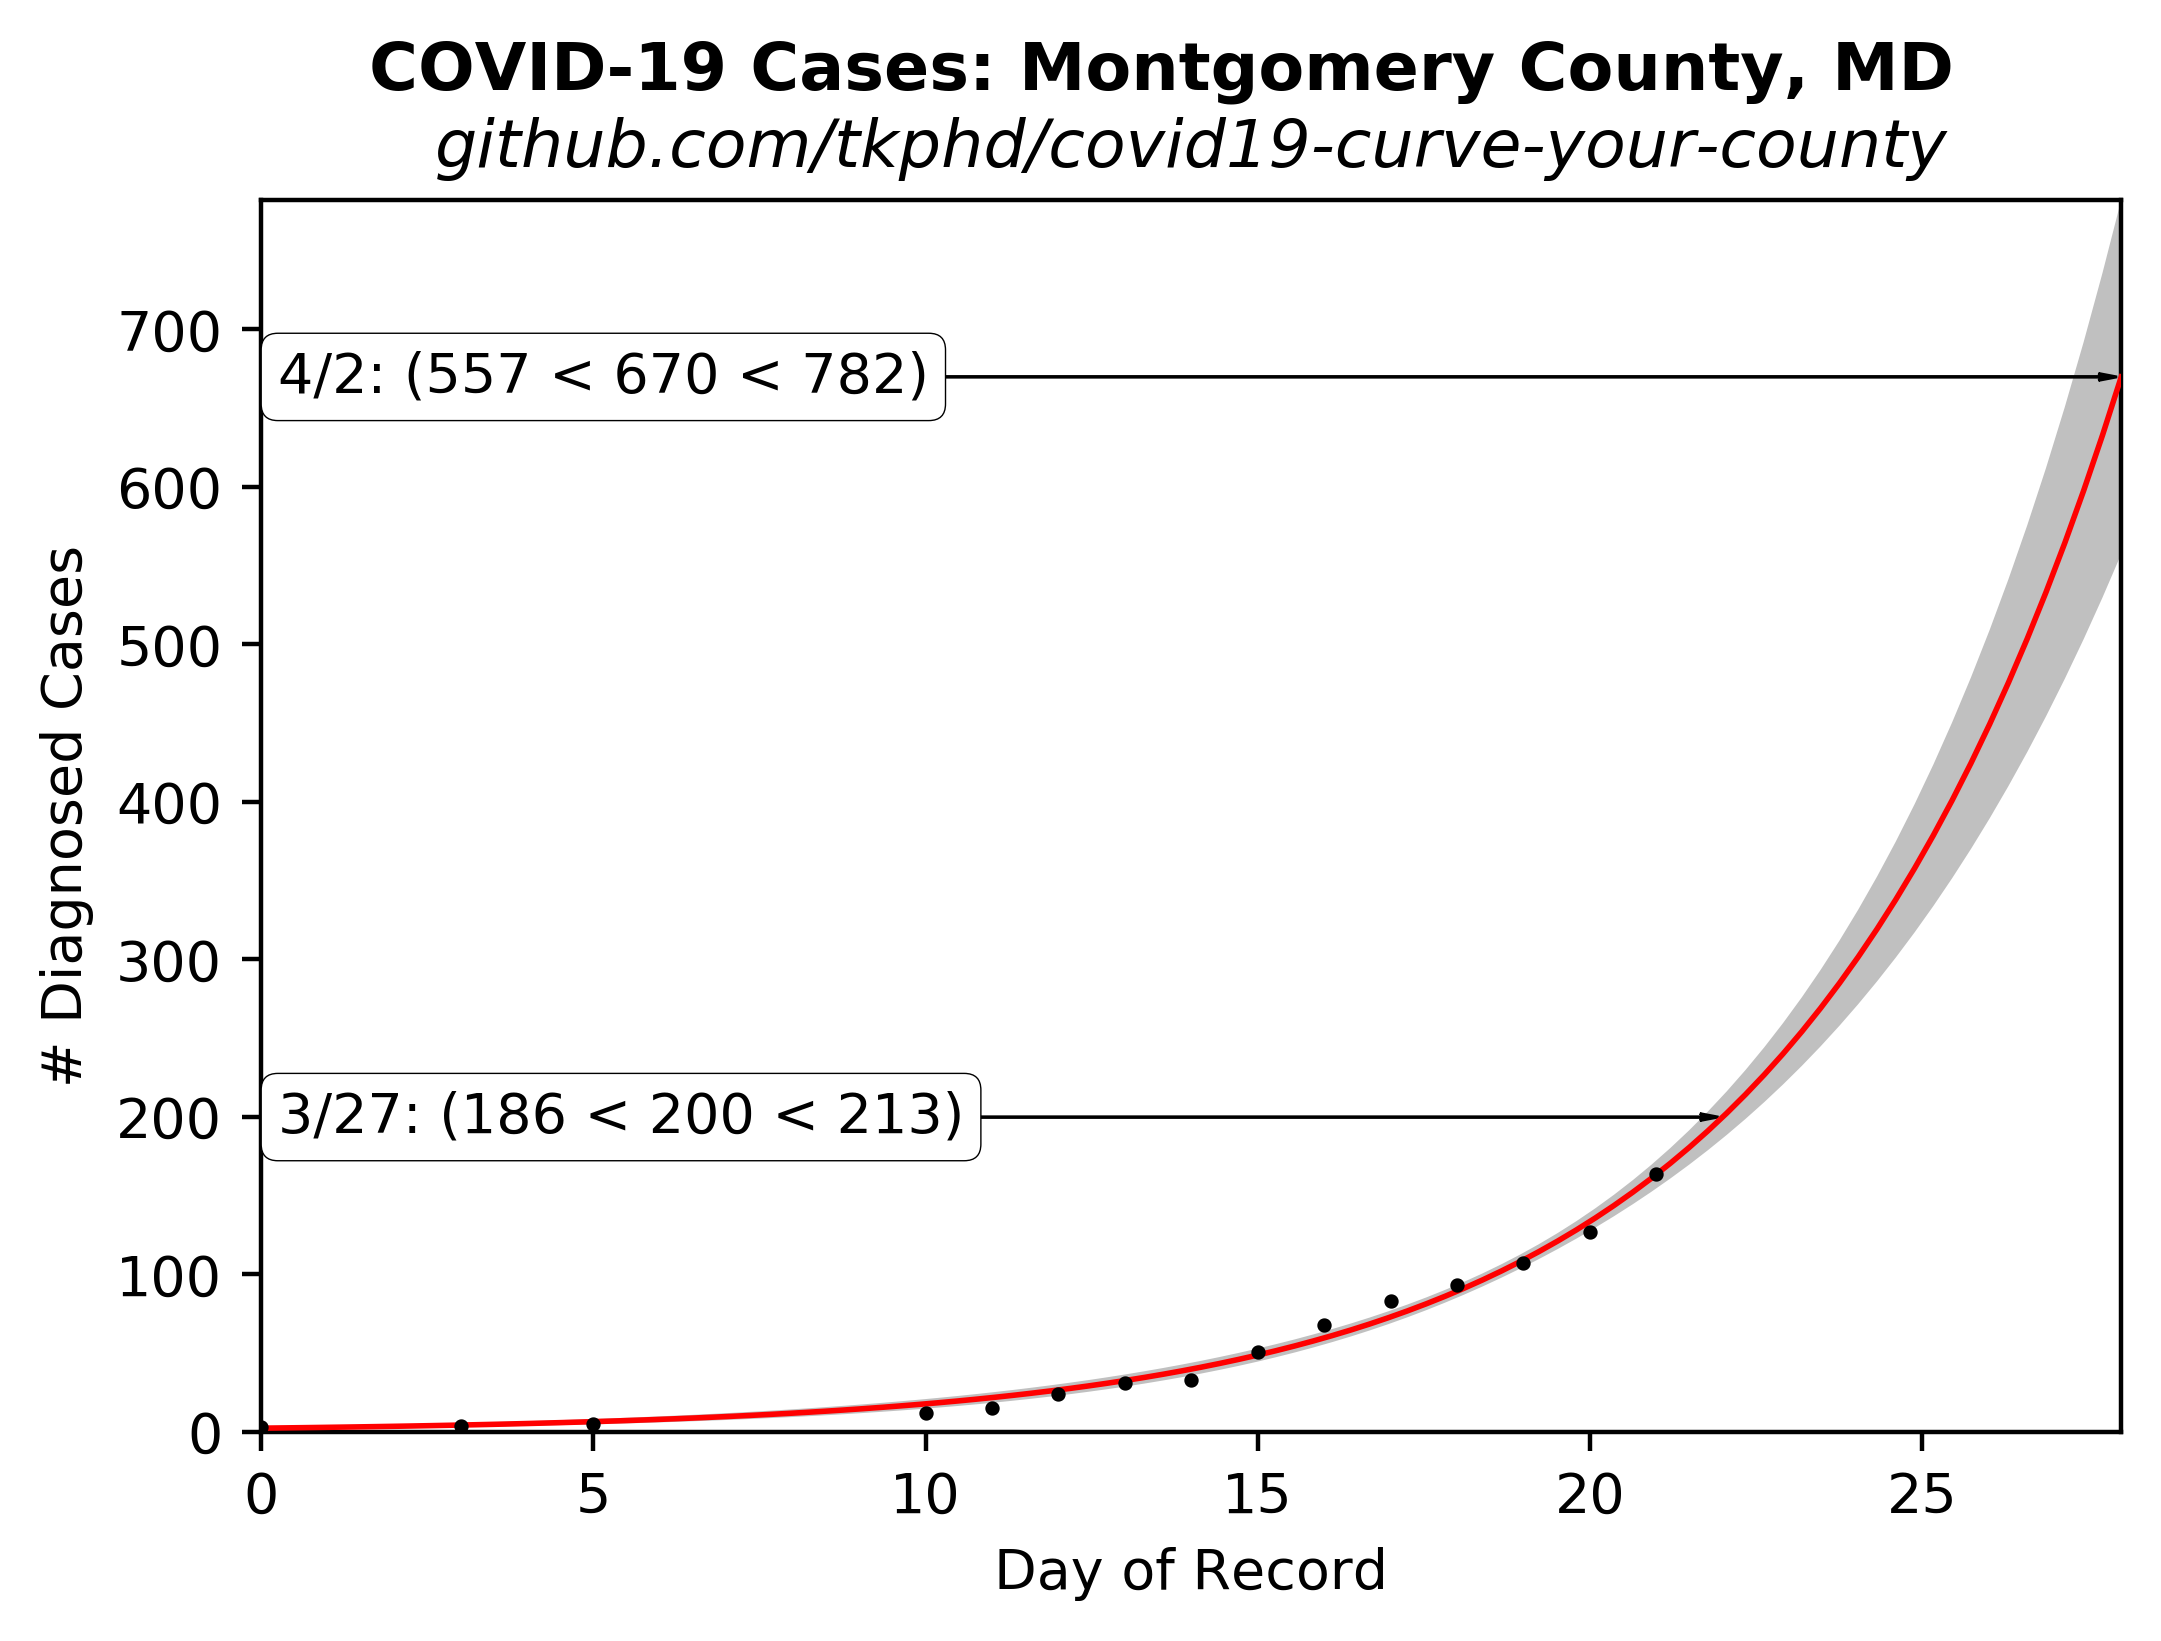 COVID-19 Cases: Montgomery County, MD
github.com/tkphd/covid19-curve-your-county
# Diagnosed Cases
700
4/2: (557 < 670 < 782)
600
500
400
300
3/27: (186 < 200 < 213)
200
100
0
0 5 10 15 20 25
Day of Record